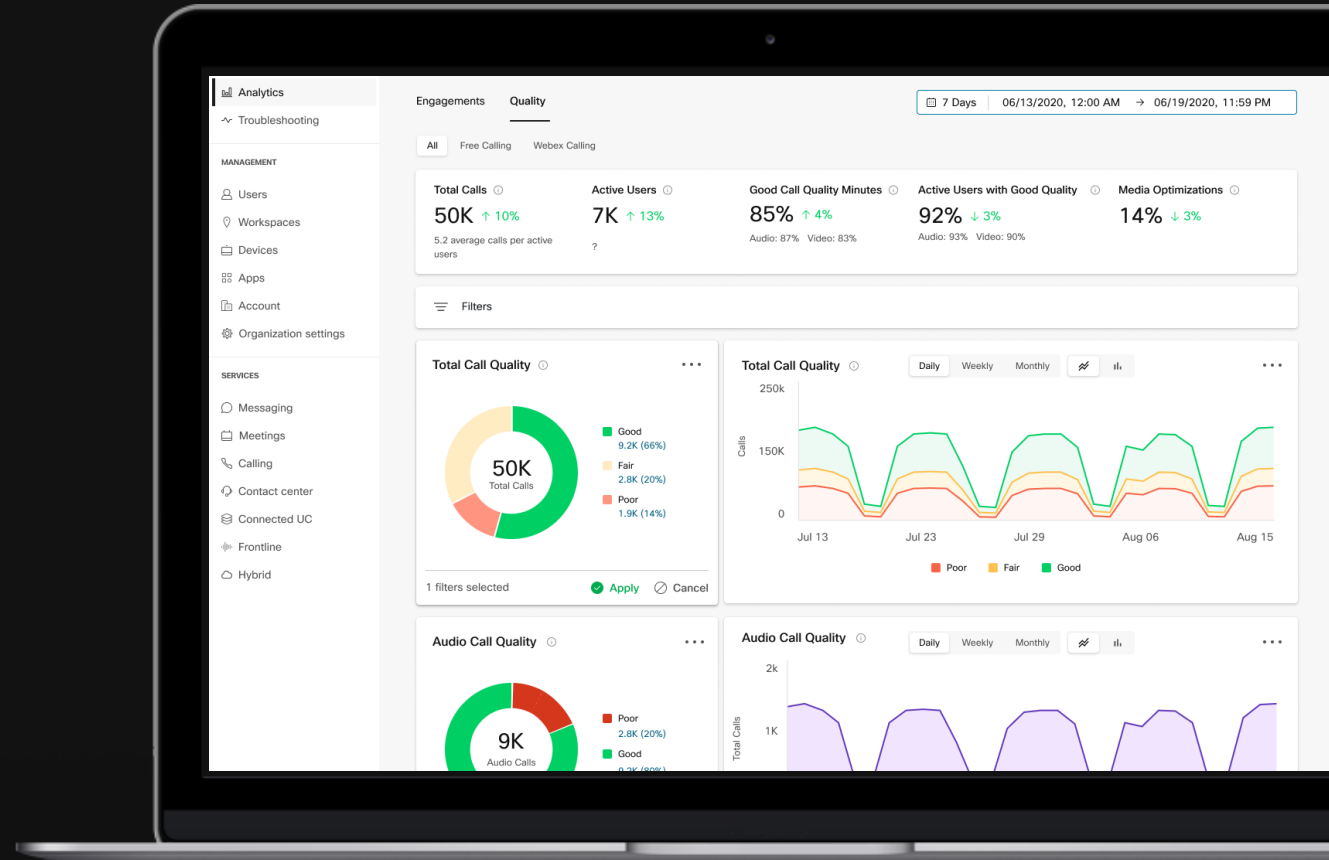 Analytics
Troubleshooting
MANAGEMENT
Users
Workspaces
Devices
Apps
Account
Organization settings
SERVICES
Messaging
Meetings
Calling
Contact center
Connected UC
Frontline
Hybrid
Engagements Quality
7 Days 06/13/2020, 12:00 AM → 06/19/2020, 11:59 PM
All Free Calling Webex Calling
Total Calls
50K ↑ 10%
5.2 average calls per active
users
Active Users
7K ↑ 13%
?
Good Call Quality Minutes
85% ↑ 4%
Audio: 87% Video: 83%
Active Users with Good Quality
92% ↓ 3%
Audio: 93% Video: 90%
Media Optimizations
14% ↓ 3%
Filters
Total Call Quality
50K
Total Calls
Good
9.2K (66%)
Fair
2.8K (20%)
Poor
1.9K (14%)
1 filters selected Apply Cancel
Total Call Quality Daily Weekly Monthly
250k
150K
0
Calls
Jul 13 Jul 23 Jul 29 Aug 06 Aug 15
Poor Fair Good
Audio Call Quality
9K
Audio Calls
Poor
2.8K (20%)
Good
9.2K (80%)
Audio Call Quality Daily Weekly Monthly
2k
1K
Total Calls